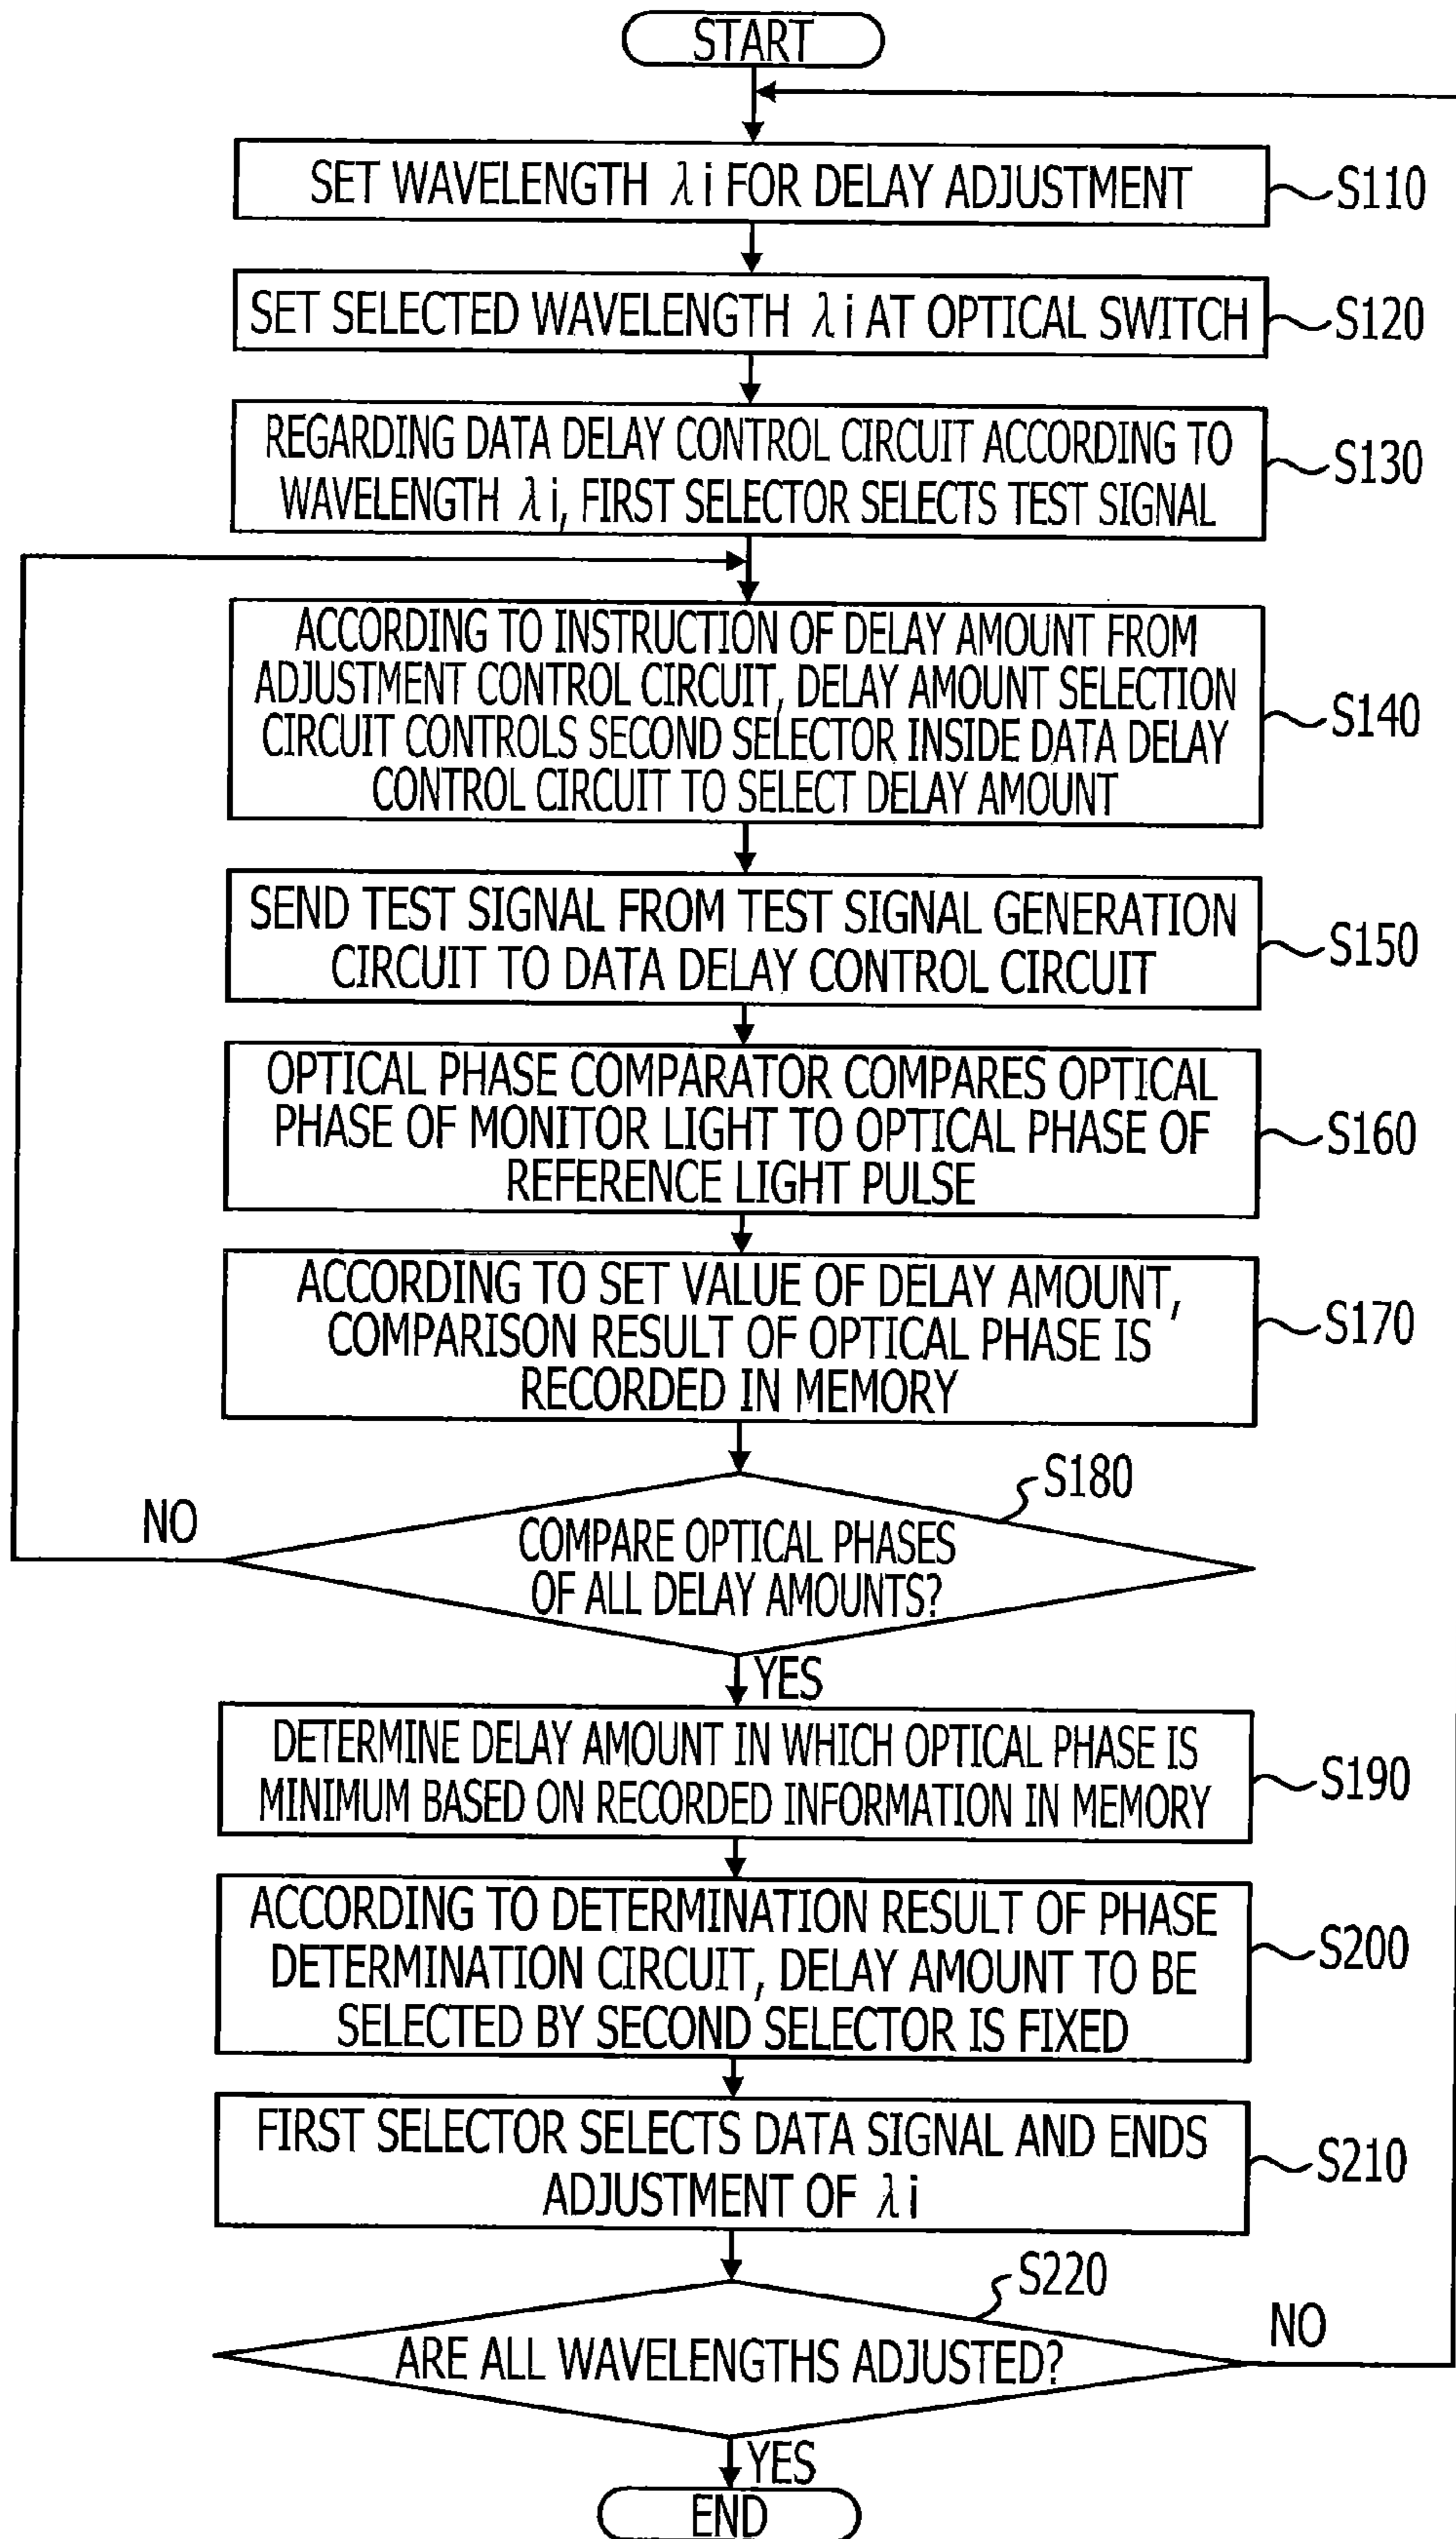 START
SET WAVELENGTH λi FOR DELAY ADJUSTMENT
S110
SET SELECTED WAVELENGTH λi AT OPTICAL SWITCH
S120
REGARDING DATA DELAY CONTROL CIRCUIT ACCORDING TO
WAVELENGTH λi, FIRST SELECTOR SELECTS TEST SIGNAL
S130
ACCORDING TO INSTRUCTION OF DELAY AMOUNT FROM
ADJUSTMENT CONTROL CIRCUIT, DELAY AMOUNT SELECTION
CIRCUIT CONTROLS SECOND SELECTOR INSIDE DATA DELAY
CONTROL CIRCUIT TO SELECT DELAY AMOUNT
S140
SEND TEST SIGNAL FROM TEST SIGNAL GENERATION
CIRCUIT TO DATA DELAY CONTROL CIRCUIT
S150
OPTICAL PHASE COMPARATOR COMPARES OPTICAL
PHASE OF MONITOR LIGHT TO OPTICAL PHASE OF
REFERENCE LIGHT PULSE
S160
ACCORDING TO SET VALUE OF DELAY AMOUNT,
COMPARISON RESULT OF OPTICAL PHASE IS
RECORDED IN MEMORY
S170
S180
NO
COMPARE OPTICAL PHASES
OF ALL DELAY AMOUNTS?
YES
DETERMINE DELAY AMOUNT IN WHICH OPTICAL PHASE IS
MINIMUM BASED ON RECORDED INFORMATION IN MEMORY
S190
ACCORDING TO DETERMINATION RESULT OF PHASE
DETERMINATION CIRCUIT, DELAY AMOUNT TO BE
SELECTED BY SECOND SELECTOR IS FIXED
S200
FIRST SELECTOR SELECTS DATA SIGNAL AND ENDS
ADJUSTMENT OF λi
S210
S220
NO
ARE ALL WAVELENGTHS ADJUSTED?
YES
END